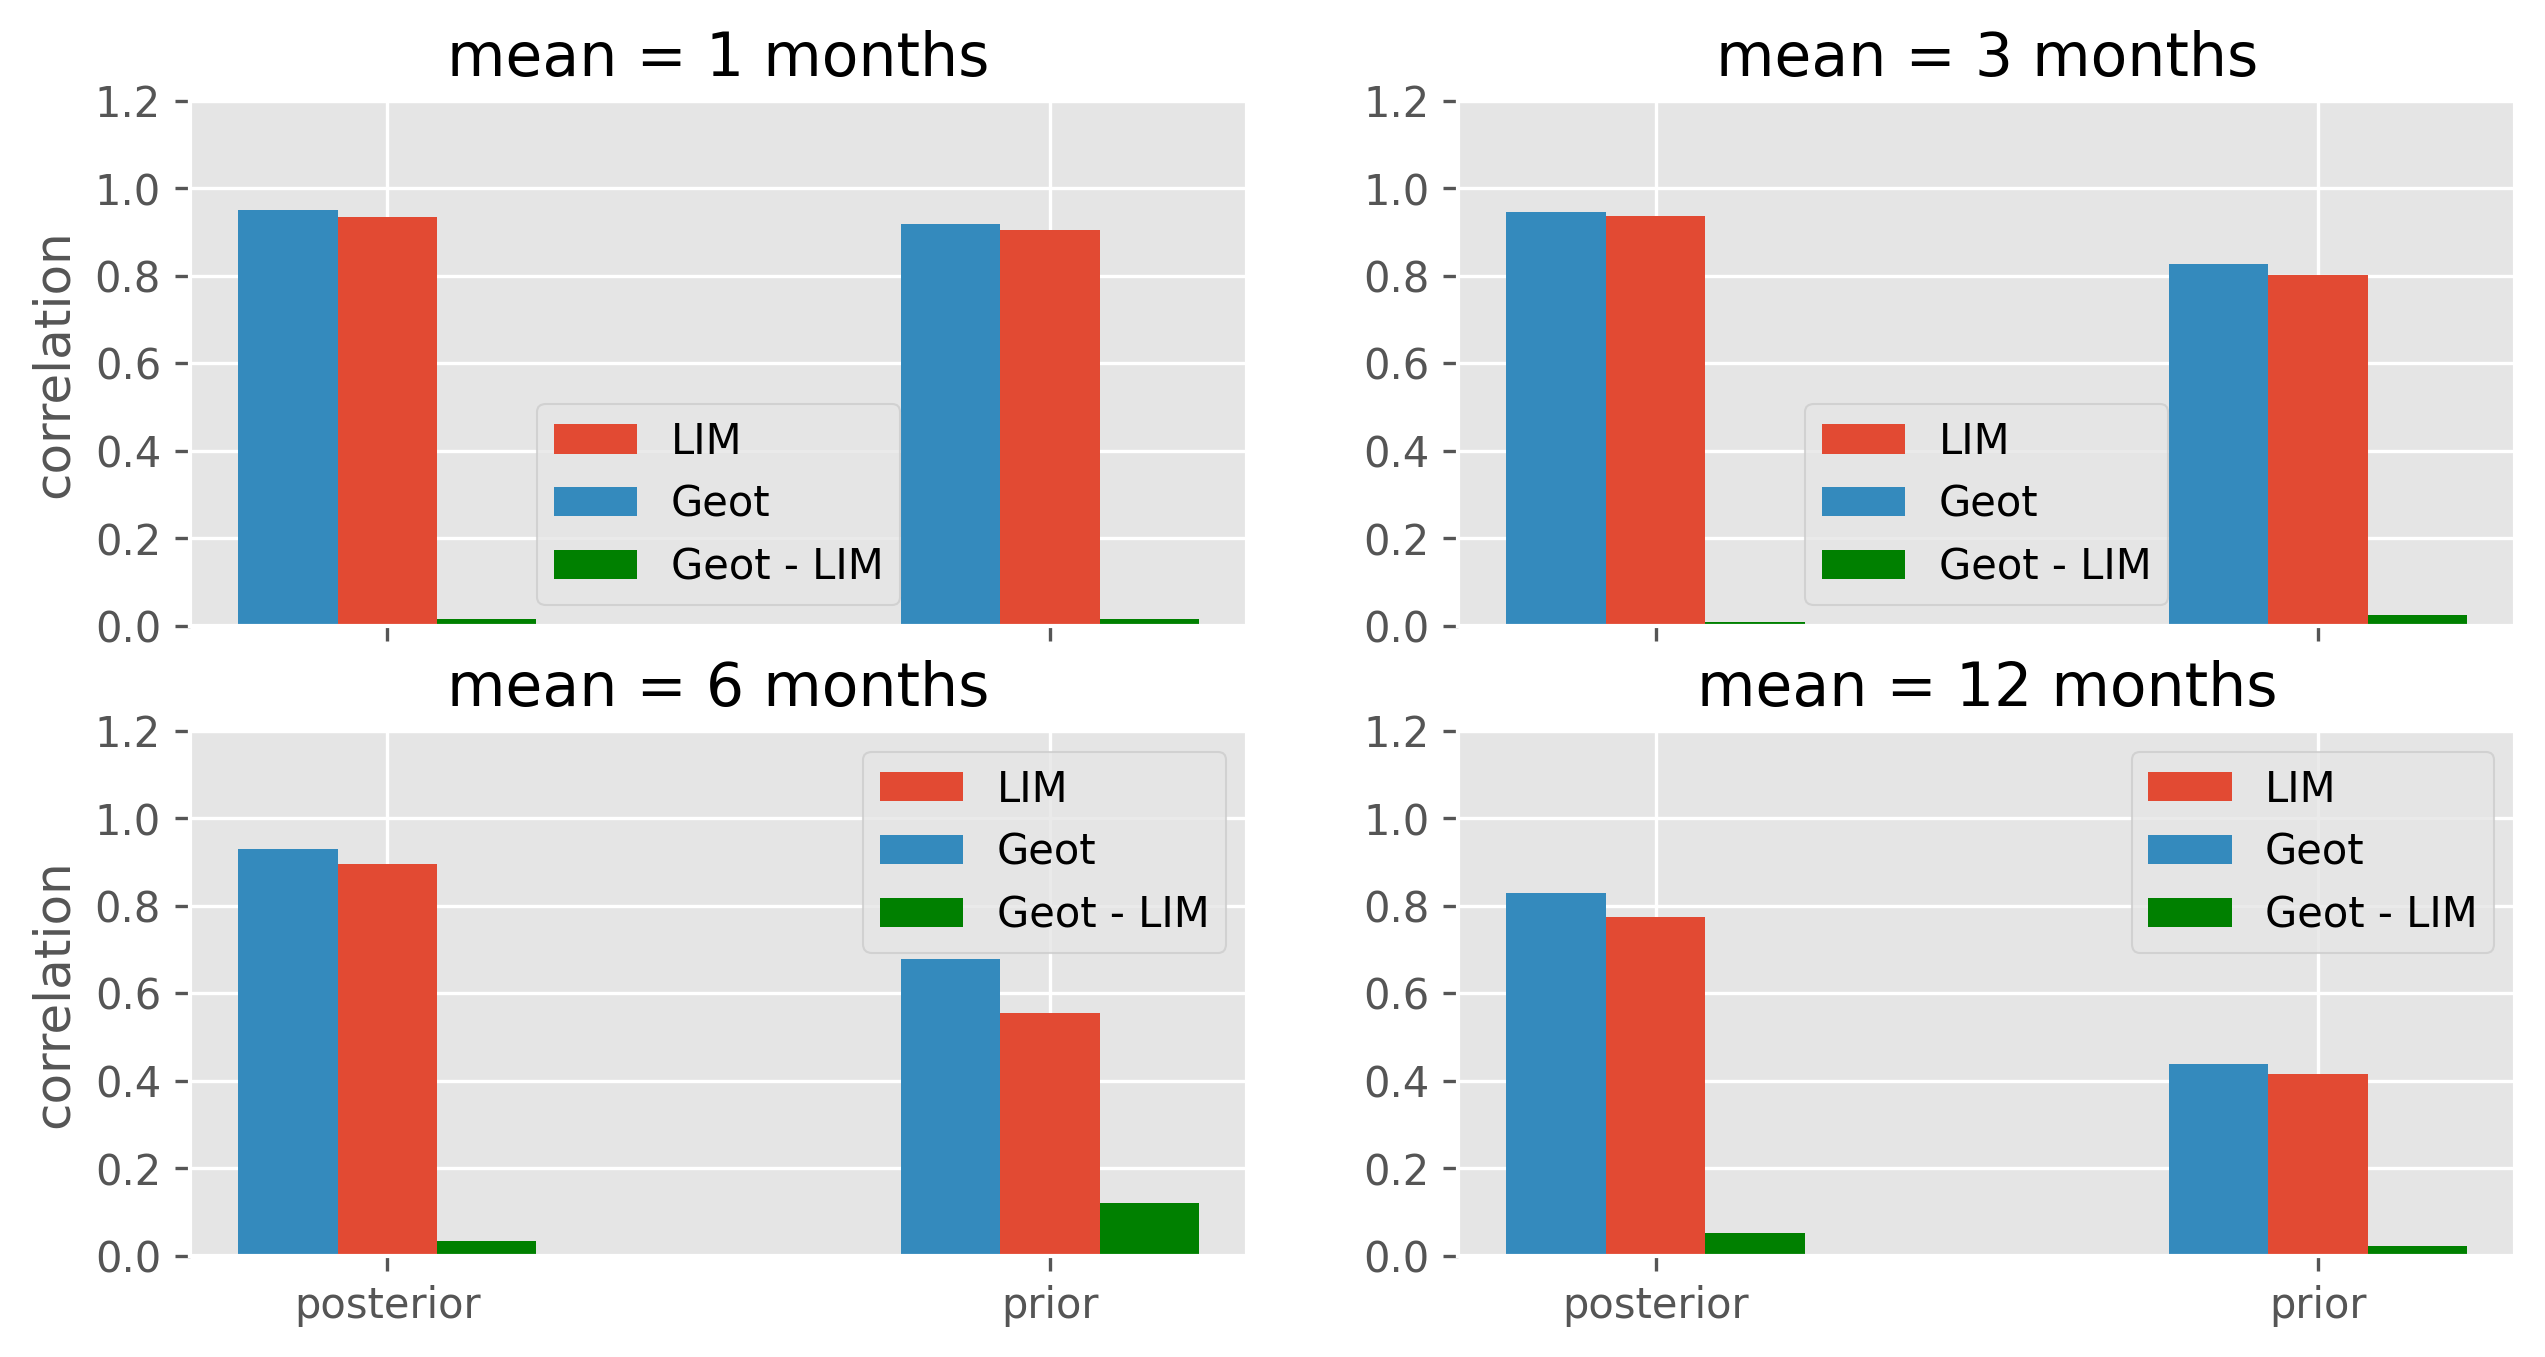 mean = 1 months
1.2
1.0
0.8
0.6
0.4
0.2
0.0
correlation
LIM
Geot
Geot - LIM
mean = 3 months
1.2
1.0
0.8
0.6
0.4
0.2
0.0
LIM
Geot
Geot - LIM
mean = 6 months
1.2
1.0
0.8
0.6
0.4
0.2
0.0
correlation
LIM
Geot
Geot - LIM
posterior
prior
mean = 12 months
1.2
1.0
0.8
0.6
0.4
0.2
0.0
LIM
Geot
Geot - LIM
posterior
prior